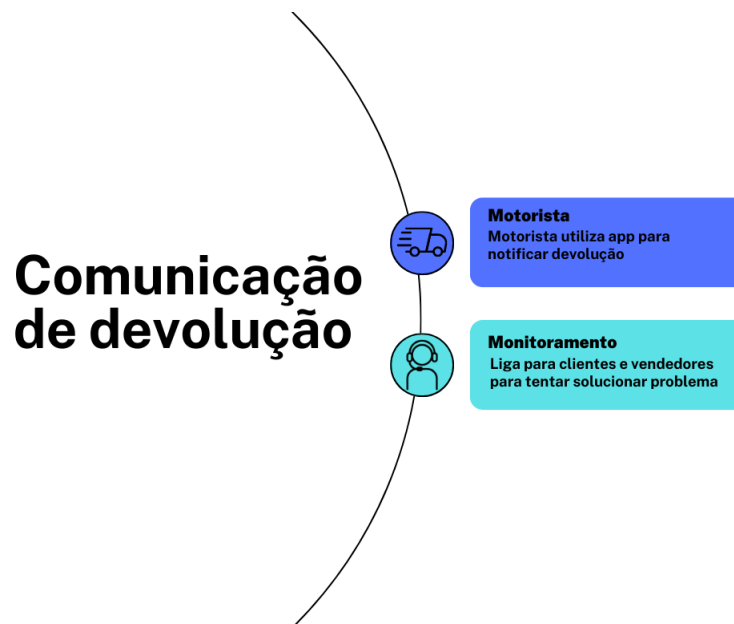 Comunicação
de devolução
Motorista
Motorista utiliza app para
notificar devolução
Monitoramento
Liga para clientes e vendedores
para tentar solucionar problema